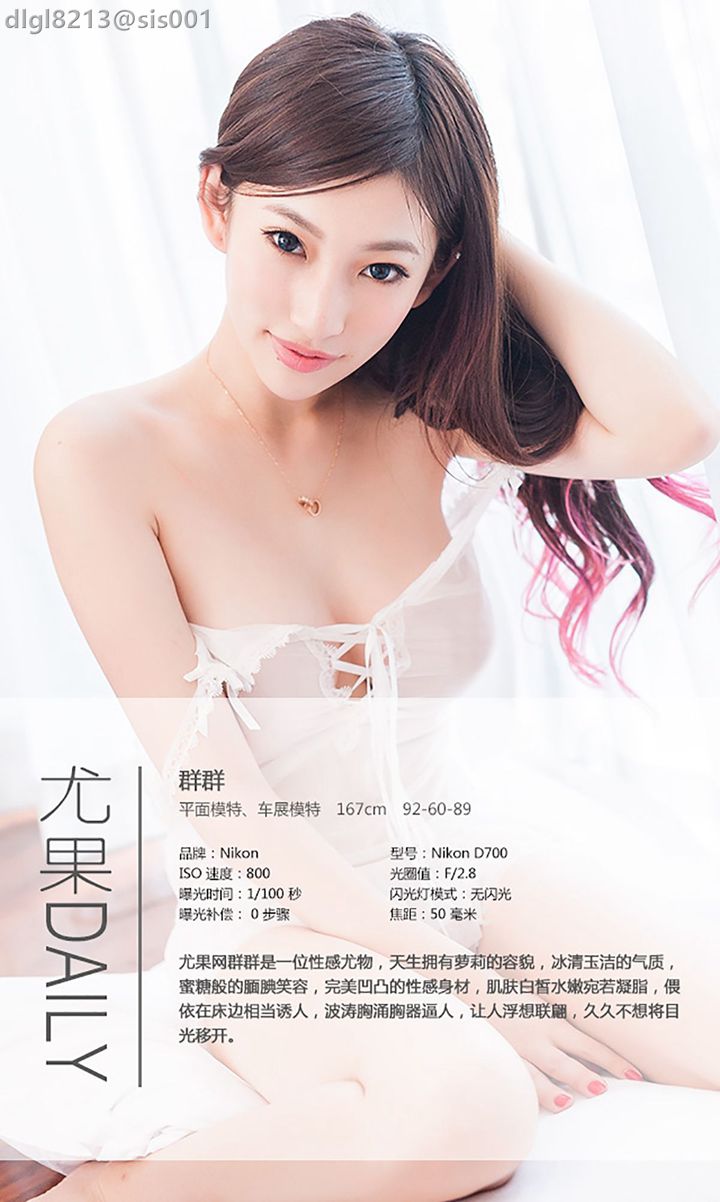 dlgl8213@sis001
尤果DAILY
群群
平面模特、车展模特 167cm 92-60-89
品牌：Nikon 型号：Nikon D700
ISO 速度：800 光圈值：F/2.8
曝光时间：1/100 秒 闪光灯模式：无闪光
曝光补偿： 0 步骤 焦距：50 毫米
尤果网群群是一位性感尤物，天生拥有萝莉的容貌，冰清玉洁的气质，
蜜糖般的腼腆笑容，完美凹凸的性感身材，肌肤白皙水嫩宛若凝脂，偎
依在床边相当诱人，波涛胸涌胸器逼人，让人浮想联翩，久久不想将目
光移开。